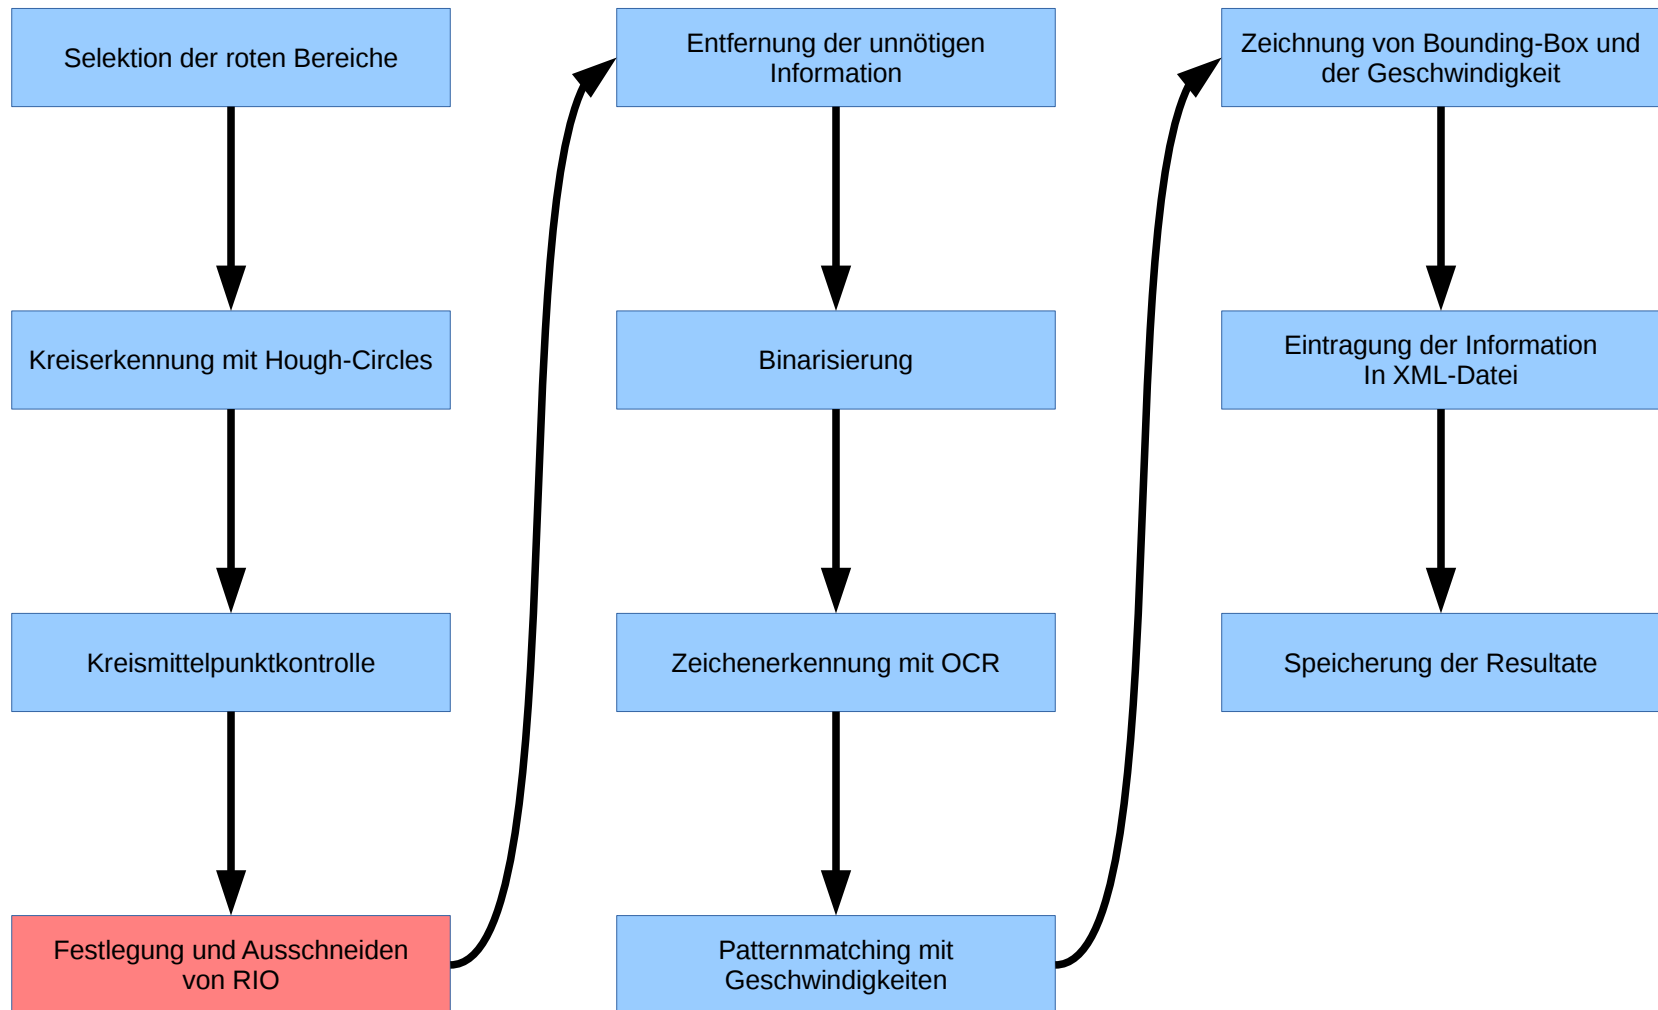 Selektion der roten Bereiche
Kreiserkennung mit Hough-Circles
Kreismittelpunktkontrolle
Festlegung und Ausschneiden
von RIO
Entfernung der unnötigen
Information
Binarisierung
Zeichenerkennung mit OCR
Patternmatching mit
Geschwindigkeiten
Zeichnung von Bounding-Box und
der Geschwindigkeit
Eintragung der Information
In XML-Datei
Speicherung der Resultate